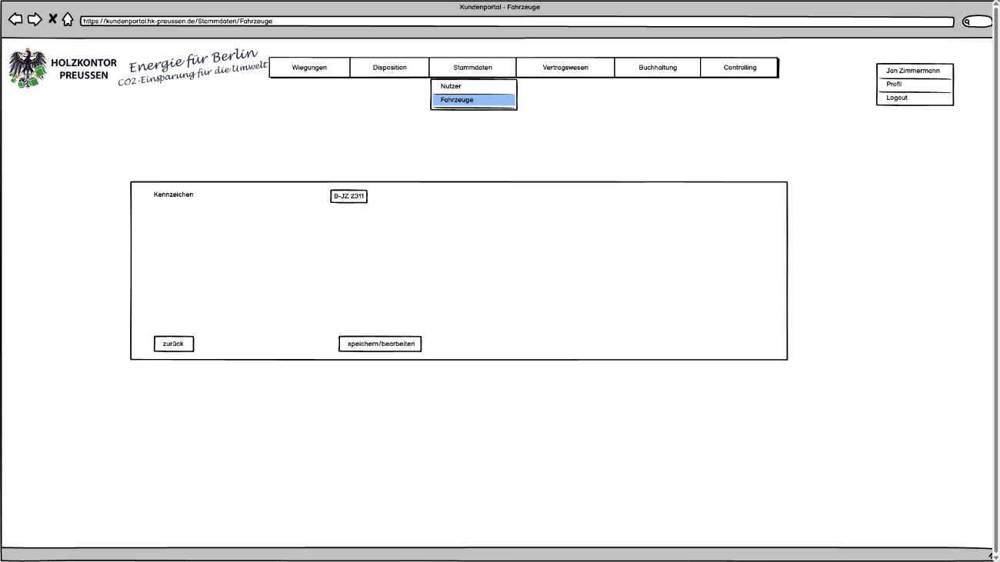 Kundenportal - Fahrzeuge
https://kundenportal.hk-preussen.de/Stammdaten/Fahrzeuge
HOLZKONTOR
PREUSSEN
Energie für Berlin
CO2-Einsparung für die Umwelt
Wiegungen Disposition Stammdaten Vertragswesen Buchhaltung Controlling
Nutzer
Fahrzeuge
Jan Zimmermann
Profil
Logout
Kennzeichen B-JZ 2311
zurück speichern/bearbeiten